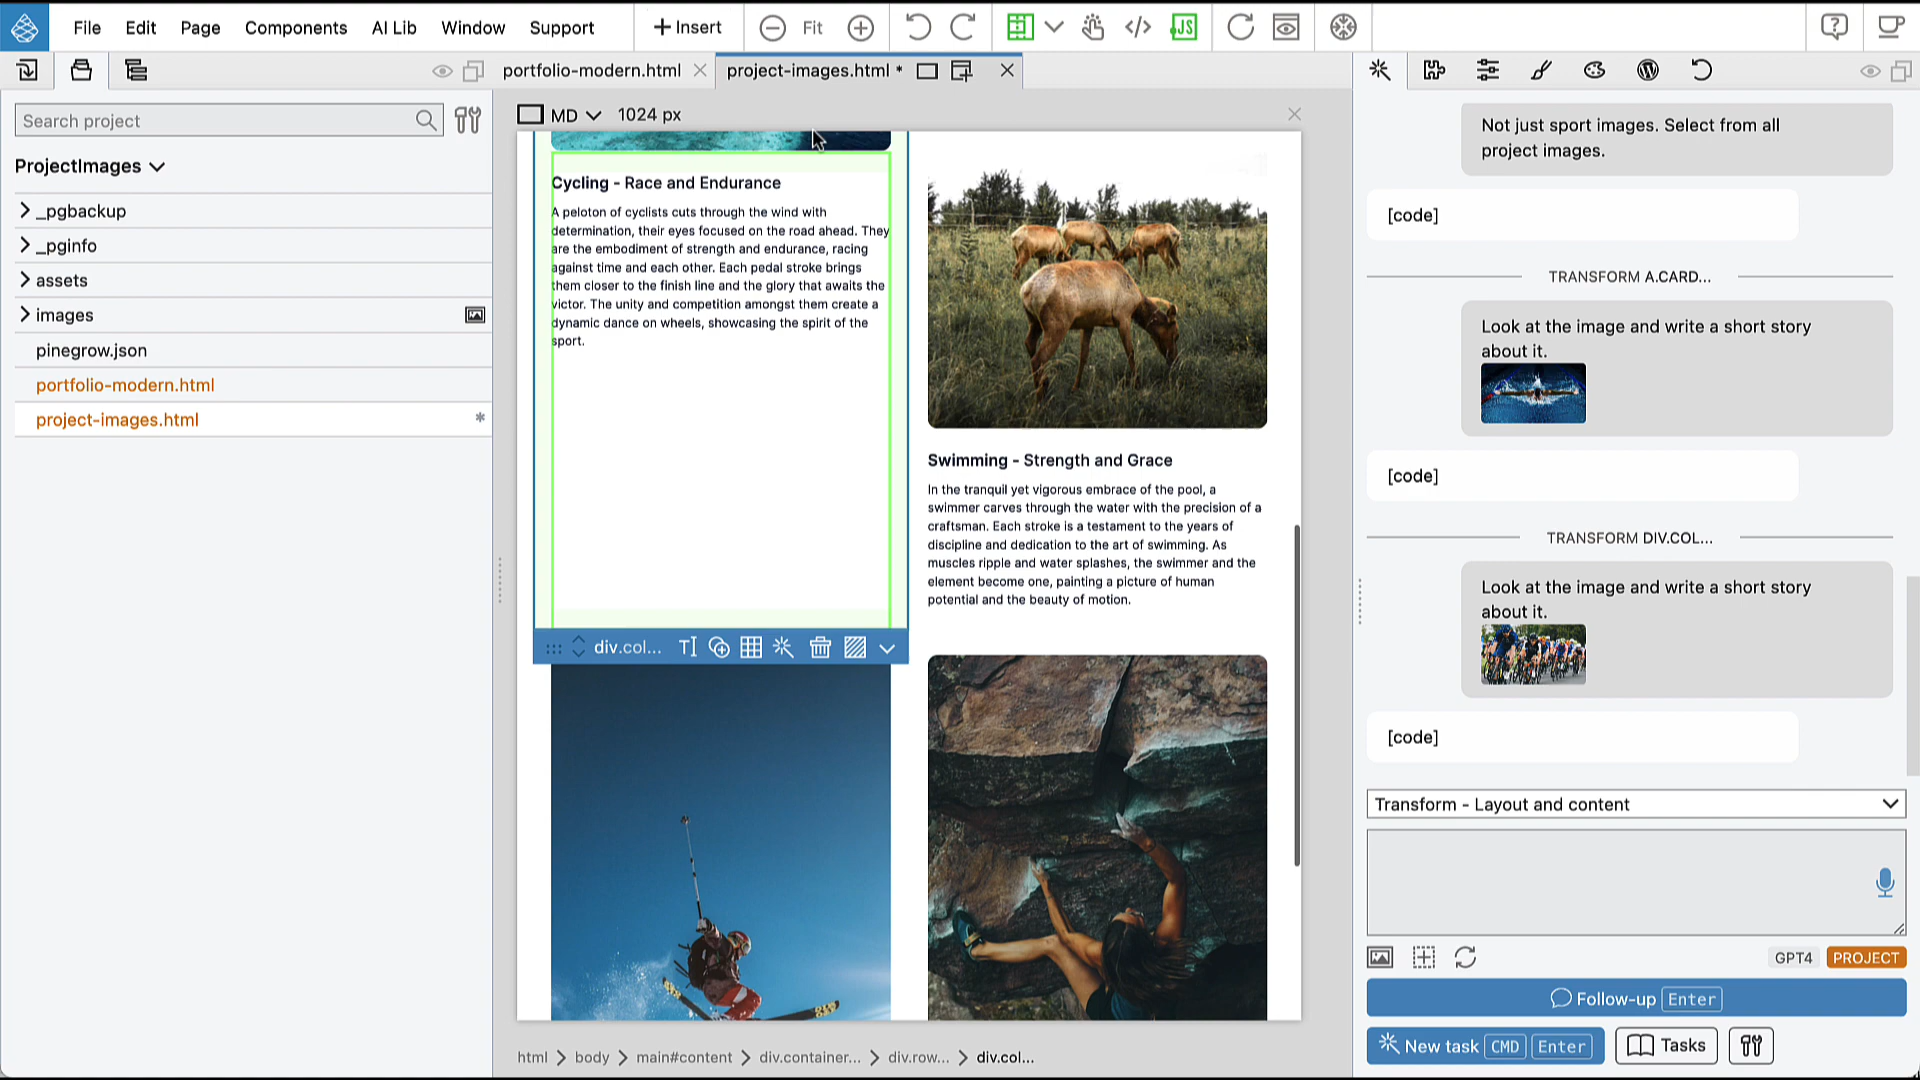 File Edit Page Components AI Lib Window Support + Insert Fit JS
portfolio-modern.html project-images.html *
Search project
MD 1024 px
ProjectImages
_pgbackup
_pginfo
assets
images
pinegrow.json
portfolio-modern.html
project-images.html *
Cycling - Race and Endurance
A peloton of cyclists cuts through the wind with
determination, their eyes focused on the road ahead. They
are the embodiment of strength and endurance, racing
against time and each other. Each pedal stroke brings
them closer to the finish line and the glory that awaits the
victor. The unity and competition amongst them create a
dynamic dance on wheels, showcasing the spirit of the
sport.
div.col...
Swimming - Strength and Grace
In the tranquil yet vigorous embrace of the pool, a
swimmer carves through the water with the precision of a
craftsman. Each stroke is a testament to the years of
discipline and dedication to the art of swimming. As
muscles ripple and water splashes, the swimmer and the
element become one, painting a picture of human
potential and the beauty of motion.
html body main#content div.container... div.row... div.col...
Not just sport images. Select from all
project images.
[code]
TRANSFORM A.CARD...
Look at the image and write a short story
about it.
[code]
TRANSFORM DIV.COL...
Look at the image and write a short story
about it.
[code]
Transform - Layout and content
GPT4 PROJECT
Follow-up Enter
New task CMD Enter Tasks